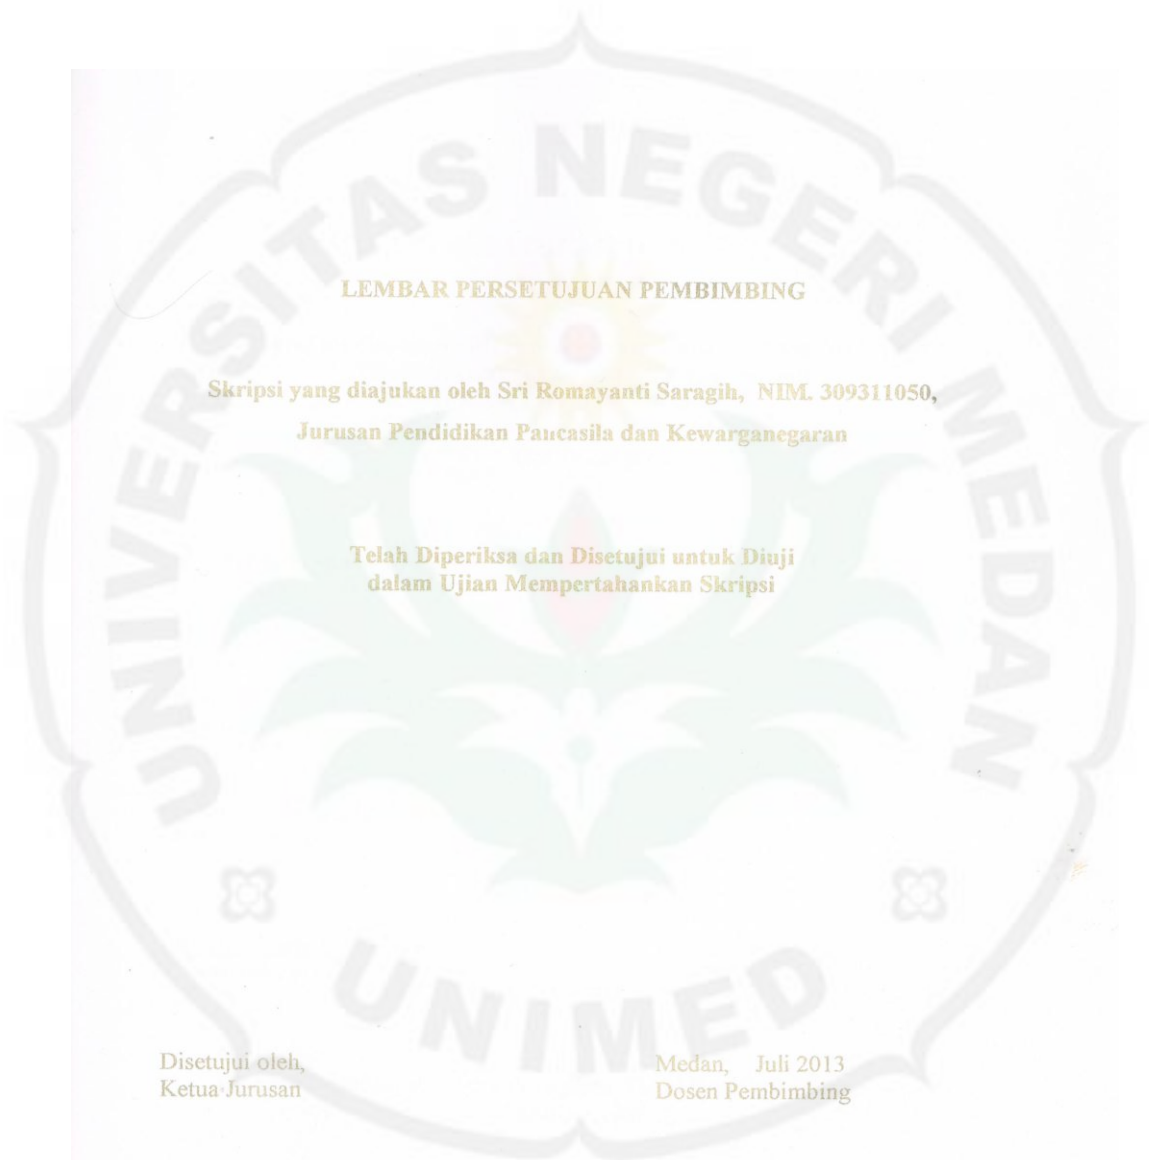 UNIVERSITAS NEGERI MEDAN
LEMBAR PERSETUJUAN PEMBIMBING
Skripsi yang diajukan oleh Sri Romayanti Saragih, NIM. 309311050,
Jurusan Pendidikan Pancasila dan Kewarganegaran
Telah Diperiksa dan Disetujui untuk Diuji
dalam Ujian Mempertahankan Skripsi
UNIMED
Disetujui oleh,
Ketua Jurusan
Medan, Juli 2013
Dosen Pembimbing